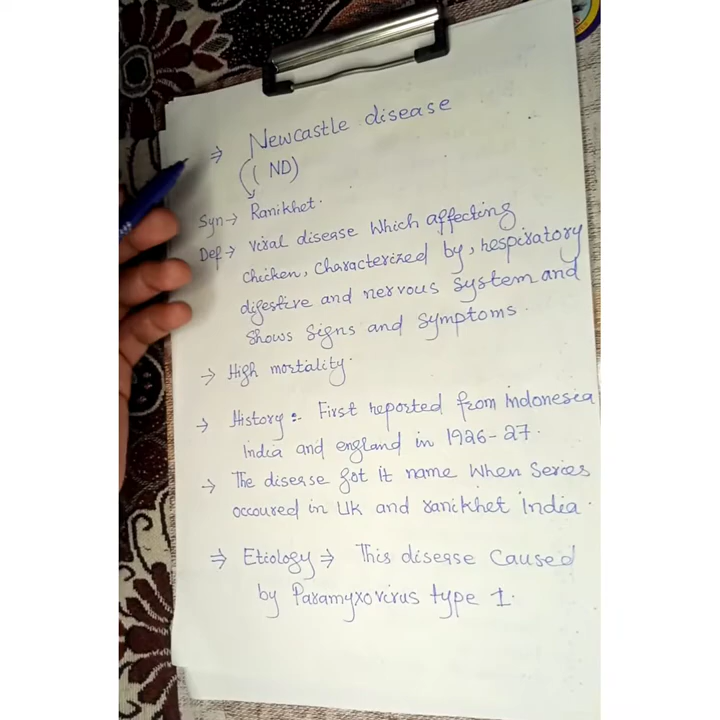 ⇒ Newcastle disease
( ND)
Syn → Ranikhet.
Def → viral disease which affecting
chicken, characterized by, respiratory
digestive and nervous system and
shows signs and symptoms.
→ High mortality.
→ History :- First reported from Indonesia
India and england in 1926-27.
→ The disease got it name when series
occoured in UK and ranikhet India.
⇒ Etiology ⇒ This disease caused
by Paramyxovirus type 1.